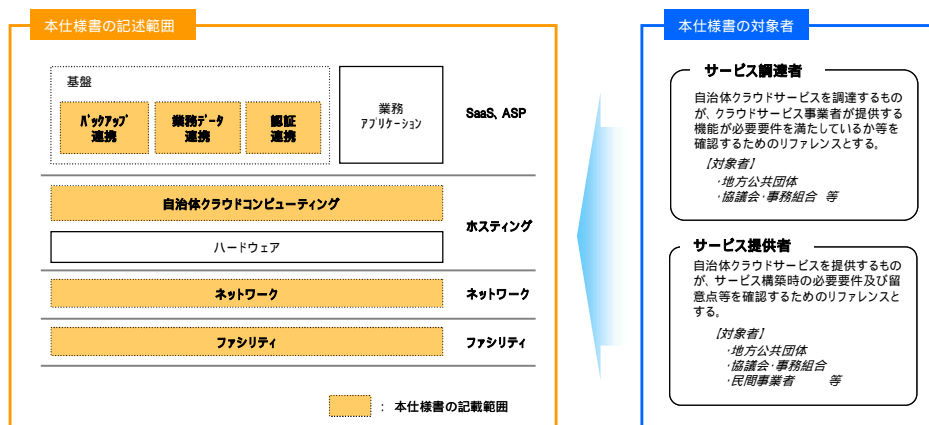 本仕様書の記述範囲
基盤
ﾊﾞｯｸｱｯﾌﾟ
連携
業務ﾃﾞｰﾀ
連携
認証
連携
業務
ｱﾌﾟﾘｹｰｼｮﾝ
SaaS、ASP
自治体クラウドコンピューティング
ハードウェア
ホスティング
ネットワーク
ネットワーク
ファシリティ
ファシリティ
： 本仕様書の記載範囲
本仕様書の対象者
サービス調達者
自治体クラウドサービスを調達するもの
が、クラウドサービス事業者が提供する
機能が必要要件を満たしているか等を
確認するためのリファレンスとする。
【対象者】
・地方公共団体
・協議会・事務組合 等
サービス提供者
自治体クラウドサービスを提供するもの
が、サービス構築時の必要要件及び留
意点等を確認するためのリファレンスと
する。
【対象者】
・地方公共団体
・協議会・事務組合
・民間事業者 等